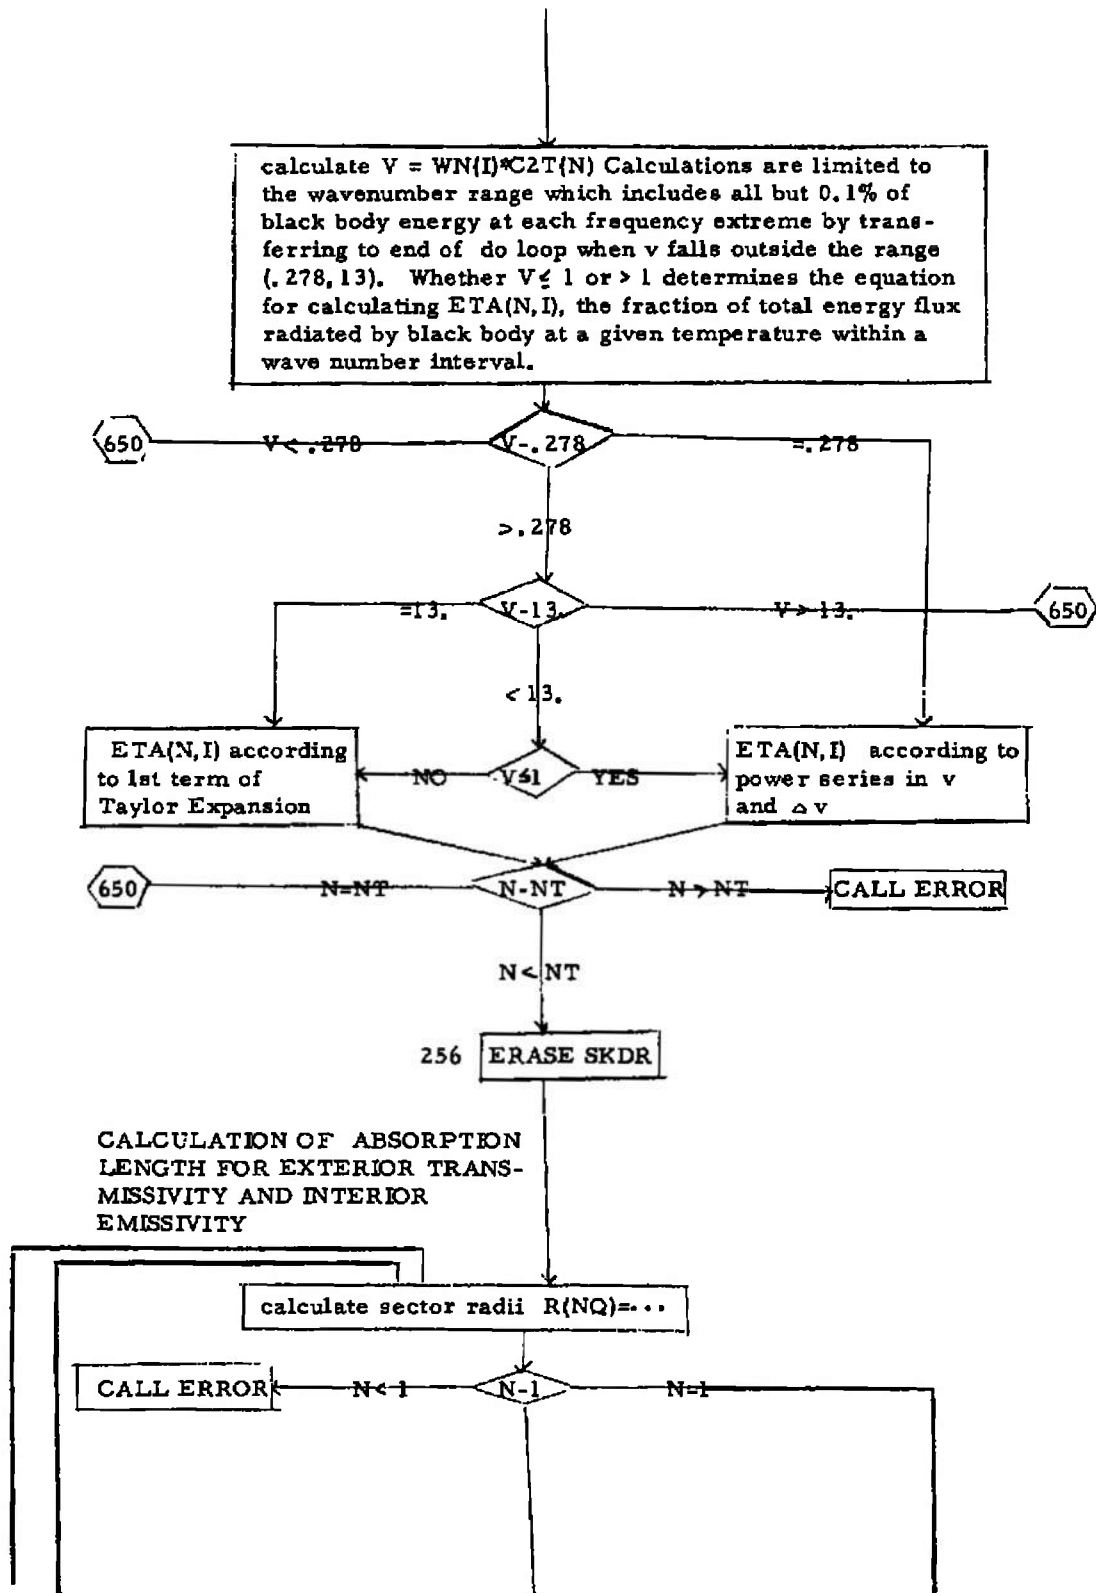 calculate V = WN(I)*C2T(N) Calculations are limited to
the wavenumber range which includes all but 0.1% of
black body energy at each frequency extreme by trans-
ferring to end of do loop when v falls outside the range
(.278,13). Whether V≤ 1 or > 1 determines the equation
for calculating ETA(N,I), the fraction of total energy flux
radiated by black body at a given temperature within a
wave number interval.
650 V < .278 V-.278 =.278
>.278
=13. V-13. V > 13. 650
< 13.
ETA(N,I) according
to 1st term of
Taylor Expansion
NO V≤1 YES
ETA(N,I) according to
power series in v
and △ v
650 N=NT N-NT N > NT CALL ERROR
N < NT
256 ERASE SKDR
CALCULATION OF ABSORPTION
LENGTH FOR EXTERIOR TRANS-
MISSIVITY AND INTERIOR
EMISSIVITY
calculate sector radii R(NQ)=...
CALL ERROR N < 1 N-1 N=1